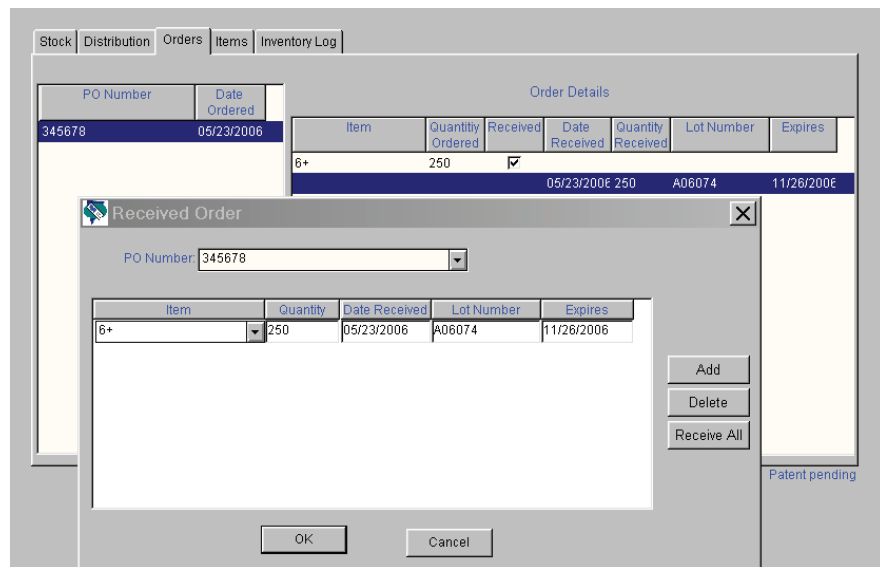 Stock Distribution Orders Items Inventory Log
PO Number Date Ordered
345678 05/23/2006
Order Details
Item Quantitiy Ordered Received Date Received Quantity Received Lot Number Expires
6+ 250
05/23/2006 250 A06074 11/26/2006
Received Order
PO Number: 345678
Item Quantity Date Received Lot Number Expires
6+ 250 05/23/2006 A06074 11/26/2006
Add
Delete
Receive All
Patent pending
OK Cancel